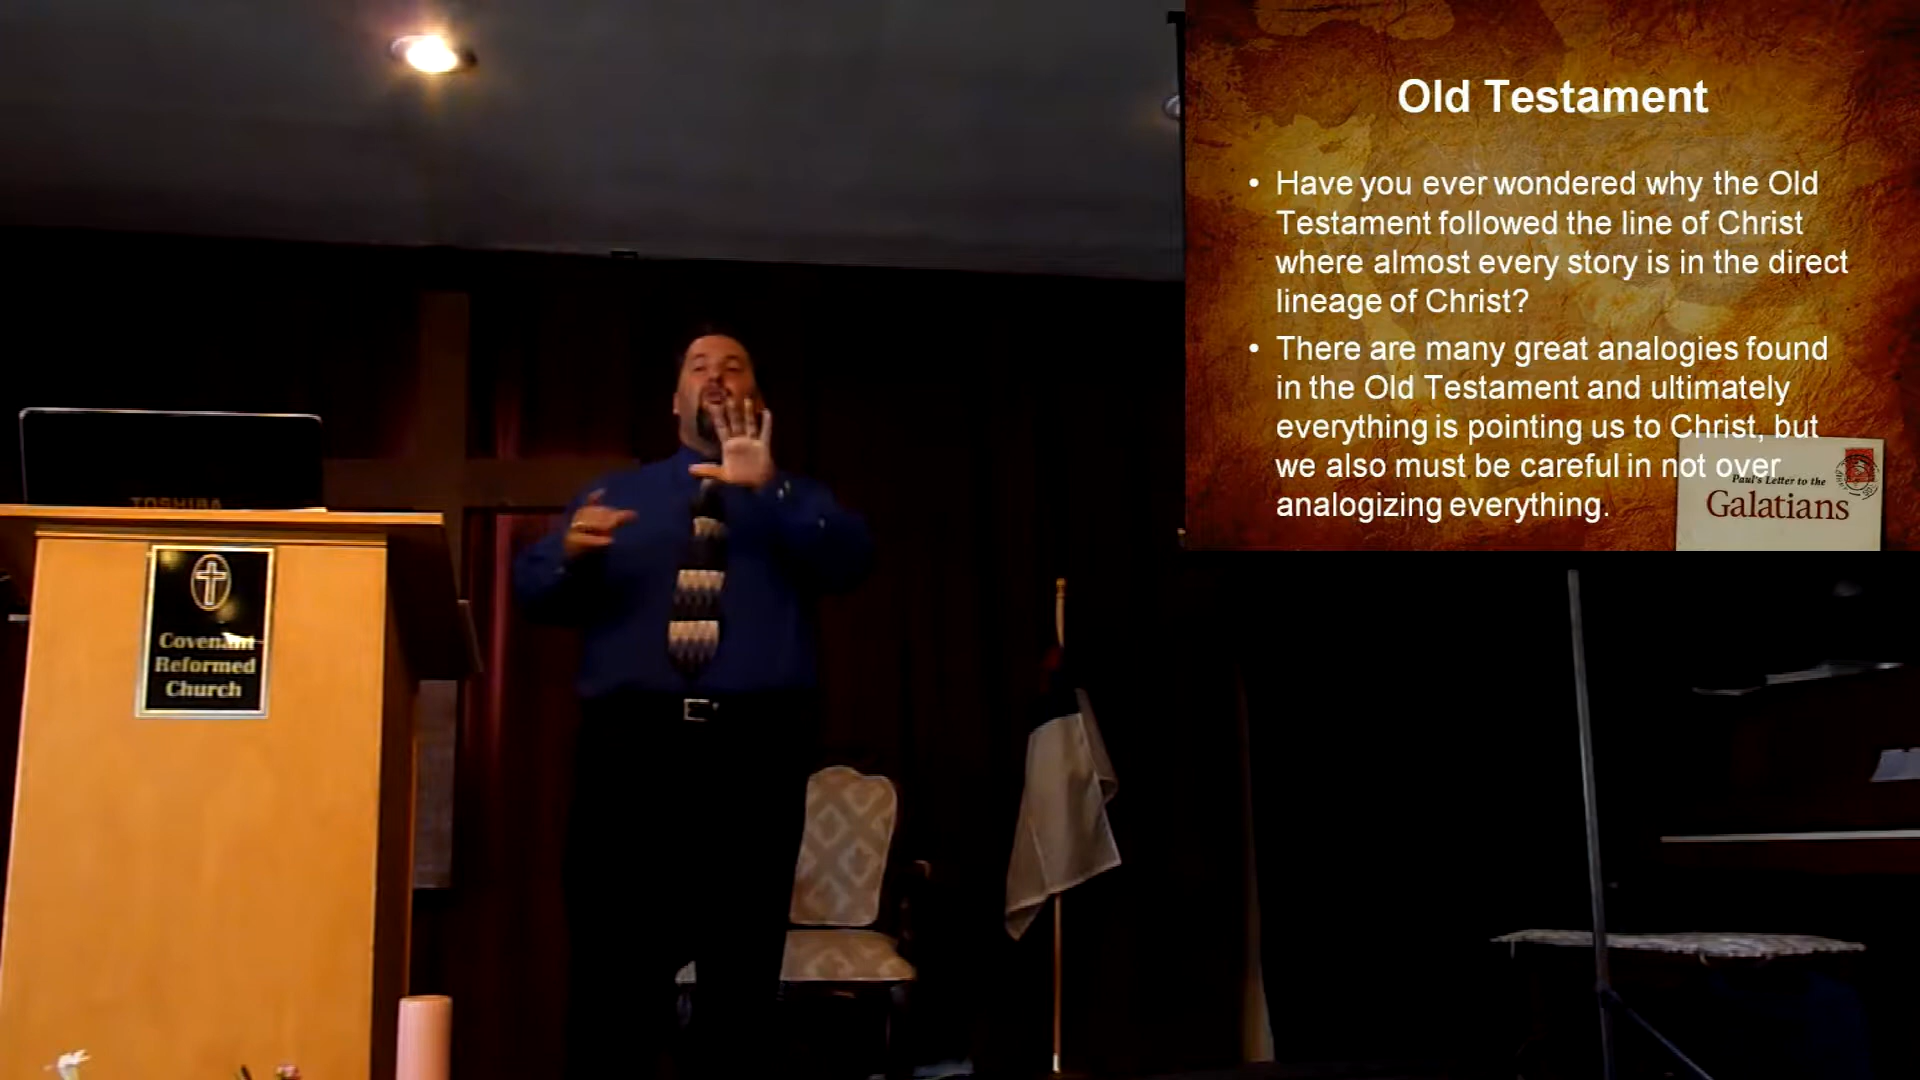 Old Testament
• Have you ever wondered why the Old
Testament followed the line of Christ
where almost every story is in the direct
lineage of Christ?
• There are many great analogies found
in the Old Testament and ultimately
everything is pointing us to Christ, but
we also must be careful in not over
analogizing everything.
Paul's Letter to the
Galatians
TOSHIBA
Covenant
Reformed
Church